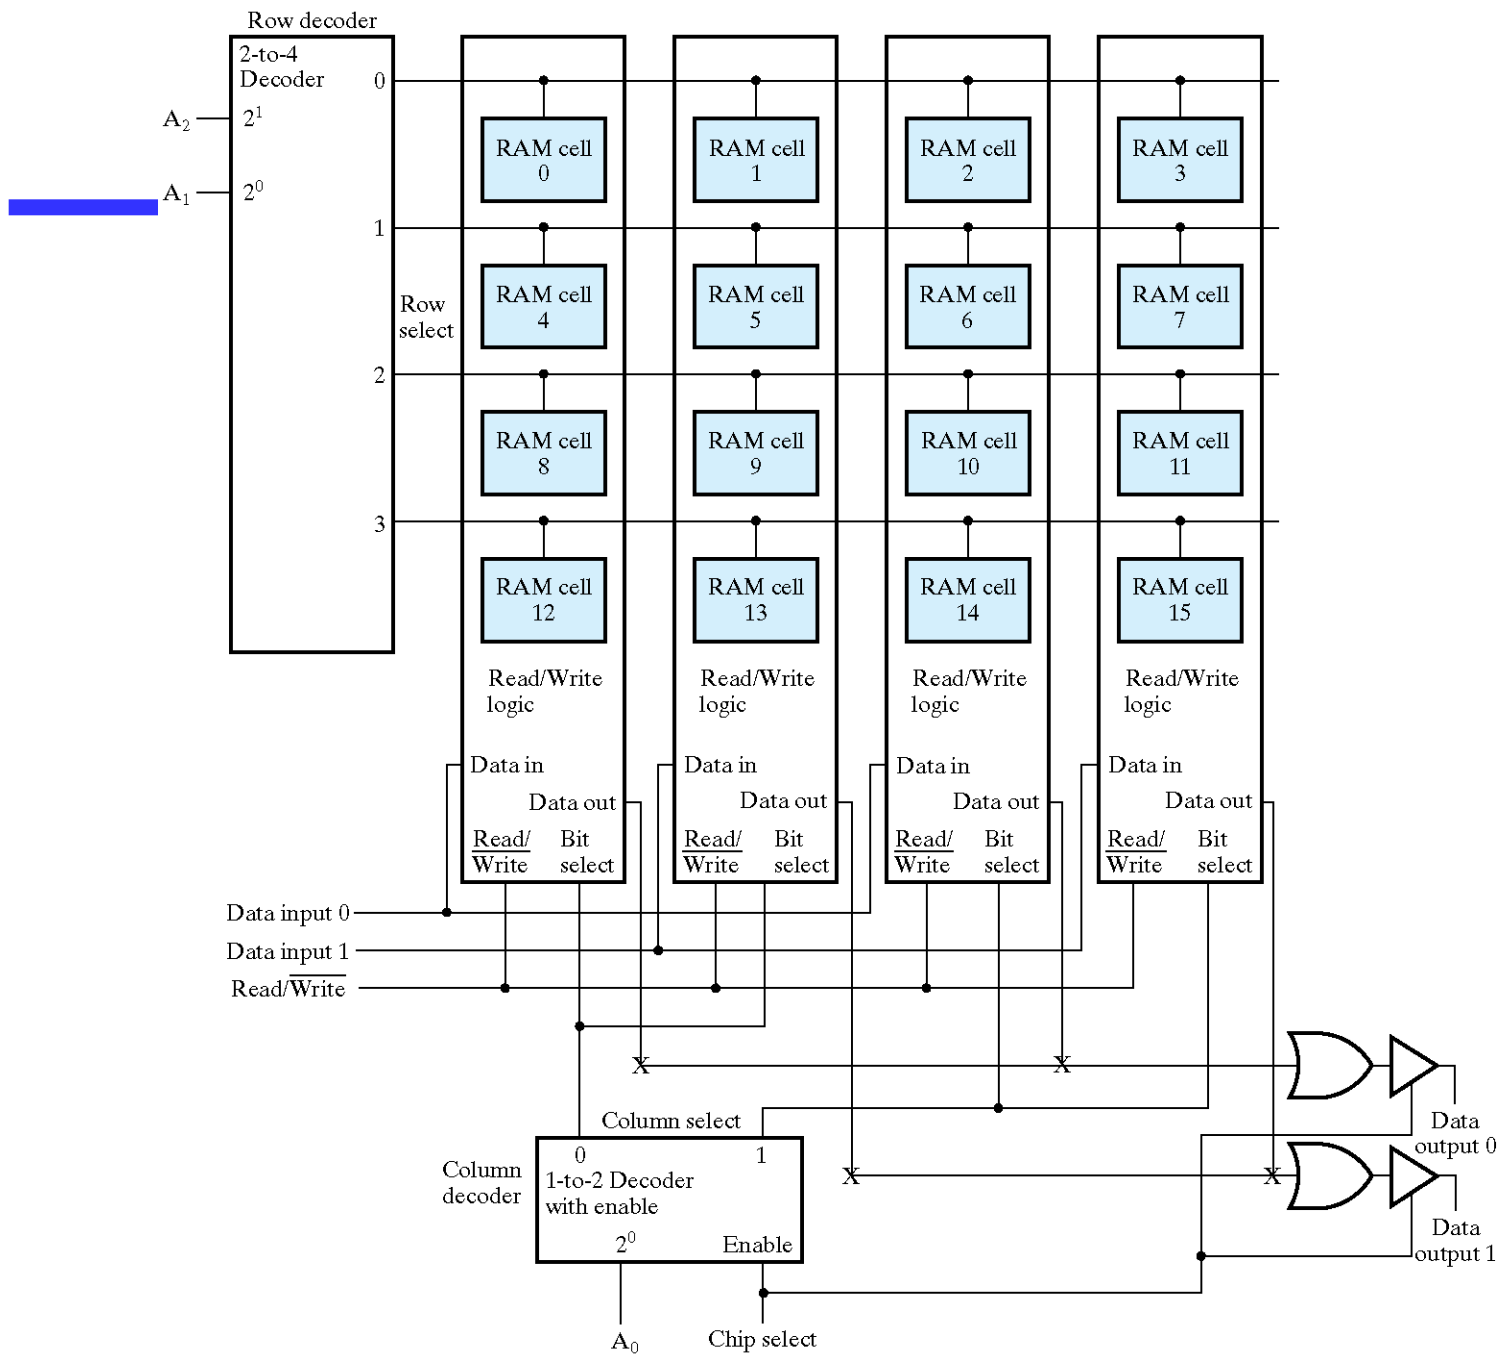 Row decoder
2-to-4
Decoder
0
A₂
2¹
A₁
2⁰
1
Row
select
2
3
RAM cell
0
RAM cell
1
RAM cell
2
RAM cell
3
RAM cell
4
RAM cell
5
RAM cell
6
RAM cell
7
RAM cell
8
RAM cell
9
RAM cell
10
RAM cell
11
RAM cell
12
RAM cell
13
RAM cell
14
RAM cell
15
Read/Write
logic
Read/Write
logic
Read/Write
logic
Read/Write
logic
Data in
Data out
Read/
Write
Bit
select
Data in
Data out
Read/
Write
Bit
select
Data in
Data out
Read/
Write
Bit
select
Data in
Data out
Read/
Write
Bit
select
Data input 0
Data input 1
Read/Write
X
X
Data
output 0
Column select
Column
decoder
0
1
1-to-2 Decoder
with enable
2⁰
Enable
X
X
Data
output 1
A₀
Chip select